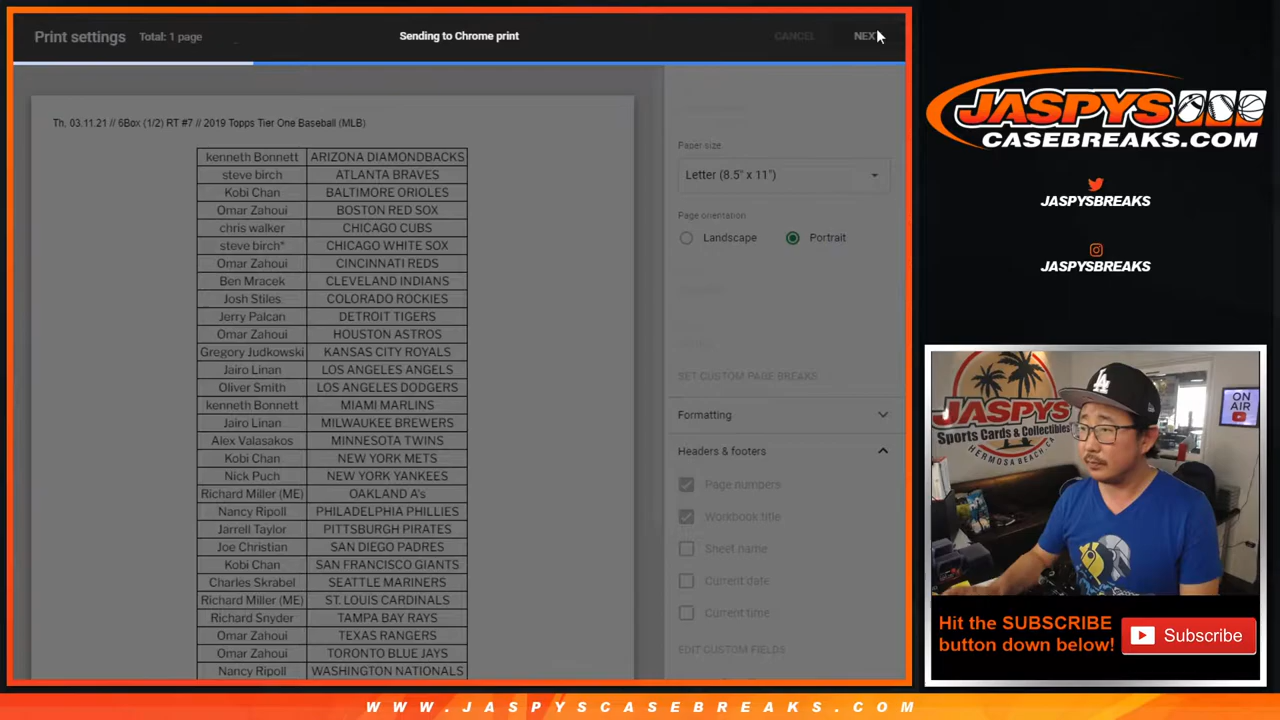 Print settings Total: 1 page Sending to Chrome print CANCEL NEX
Th, 03.11.21 // 6Box (1/2) RT #7 // 2019 Topps Tier One Baseball (MLB)
kenneth Bonnett ARIZONA DIAMONDBACKS
steve birch ATLANTA BRAVES
Kobi Chan BALTIMORE ORIOLES
Omar Zahoui BOSTON RED SOX
chris walker CHICAGO CUBS
steve birch* CHICAGO WHITE SOX
Omar Zahoui CINCINNATI REDS
Ben Mracek CLEVELAND INDIANS
Josh Stiles COLORADO ROCKIES
Jerry Palcan DETROIT TIGERS
Omar Zahoui HOUSTON ASTROS
Gregory Judkowski KANSAS CITY ROYALS
Jairo Linan LOS ANGELES ANGELS
Oliver Smith LOS ANGELES DODGERS
kenneth Bonnett MIAMI MARLINS
Jairo Linan MILWAUKEE BREWERS
Alex Valasakos MINNESOTA TWINS
Kobi Chan NEW YORK METS
Nick Puch NEW YORK YANKEES
Richard Miller (ME) OAKLAND A's
Nancy Ripoll PHILADELPHIA PHILLIES
Jarrell Taylor PITTSBURGH PIRATES
Joe Christian SAN DIEGO PADRES
Kobi Chan SAN FRANCISCO GIANTS
Charles Skrabel SEATTLE MARINERS
Richard Miller (ME) ST. LOUIS CARDINALS
Richard Snyder TAMPA BAY RAYS
Omar Zahoui TEXAS RANGERS
Omar Zahoui TORONTO BLUE JAYS
Nancy Ripoll WASHINGTON NATIONALS
Paper size
Letter (8.5" x 11")
Page orientation
Landscape Portrait
SET CUSTOM PAGE BREAKS
Formatting
Headers & footers
Page numbers
Workbook title
Sheet name
Current date
Current time
EDIT CUSTOM FIELDS
JASPYS
CASEBREAKS.COM
JASPYSBREAKS
JASPYSBREAKS
JASPYS
Sports Cards & Collectibles
HERMOSA BEACH, CA
LA
ON
AIR
Hit the SUBSCRIBE
button down below!
Subscribe
WWW.JASPYSCASEBREAKS.COM